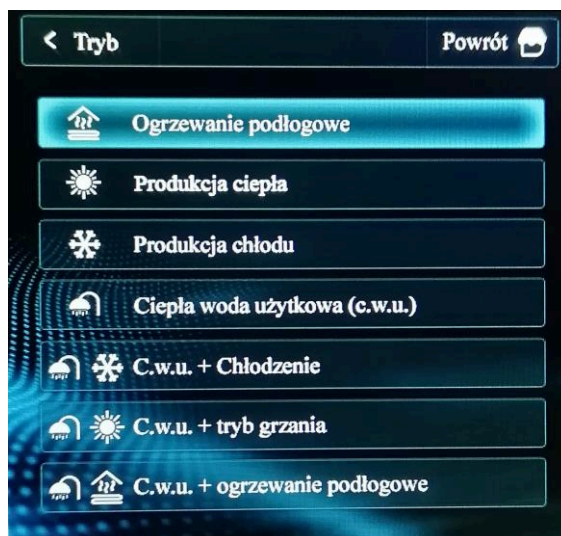 < Tryb
Powrót
Ogrzewanie podłogowe
Produkcja ciepła
Produkcja chłodu
Ciepła woda użytkowa (c.w.u.)
C.w.u. + Chłodzenie
C.w.u. + tryb grzania
C.w.u. + ogrzewanie podłogowe